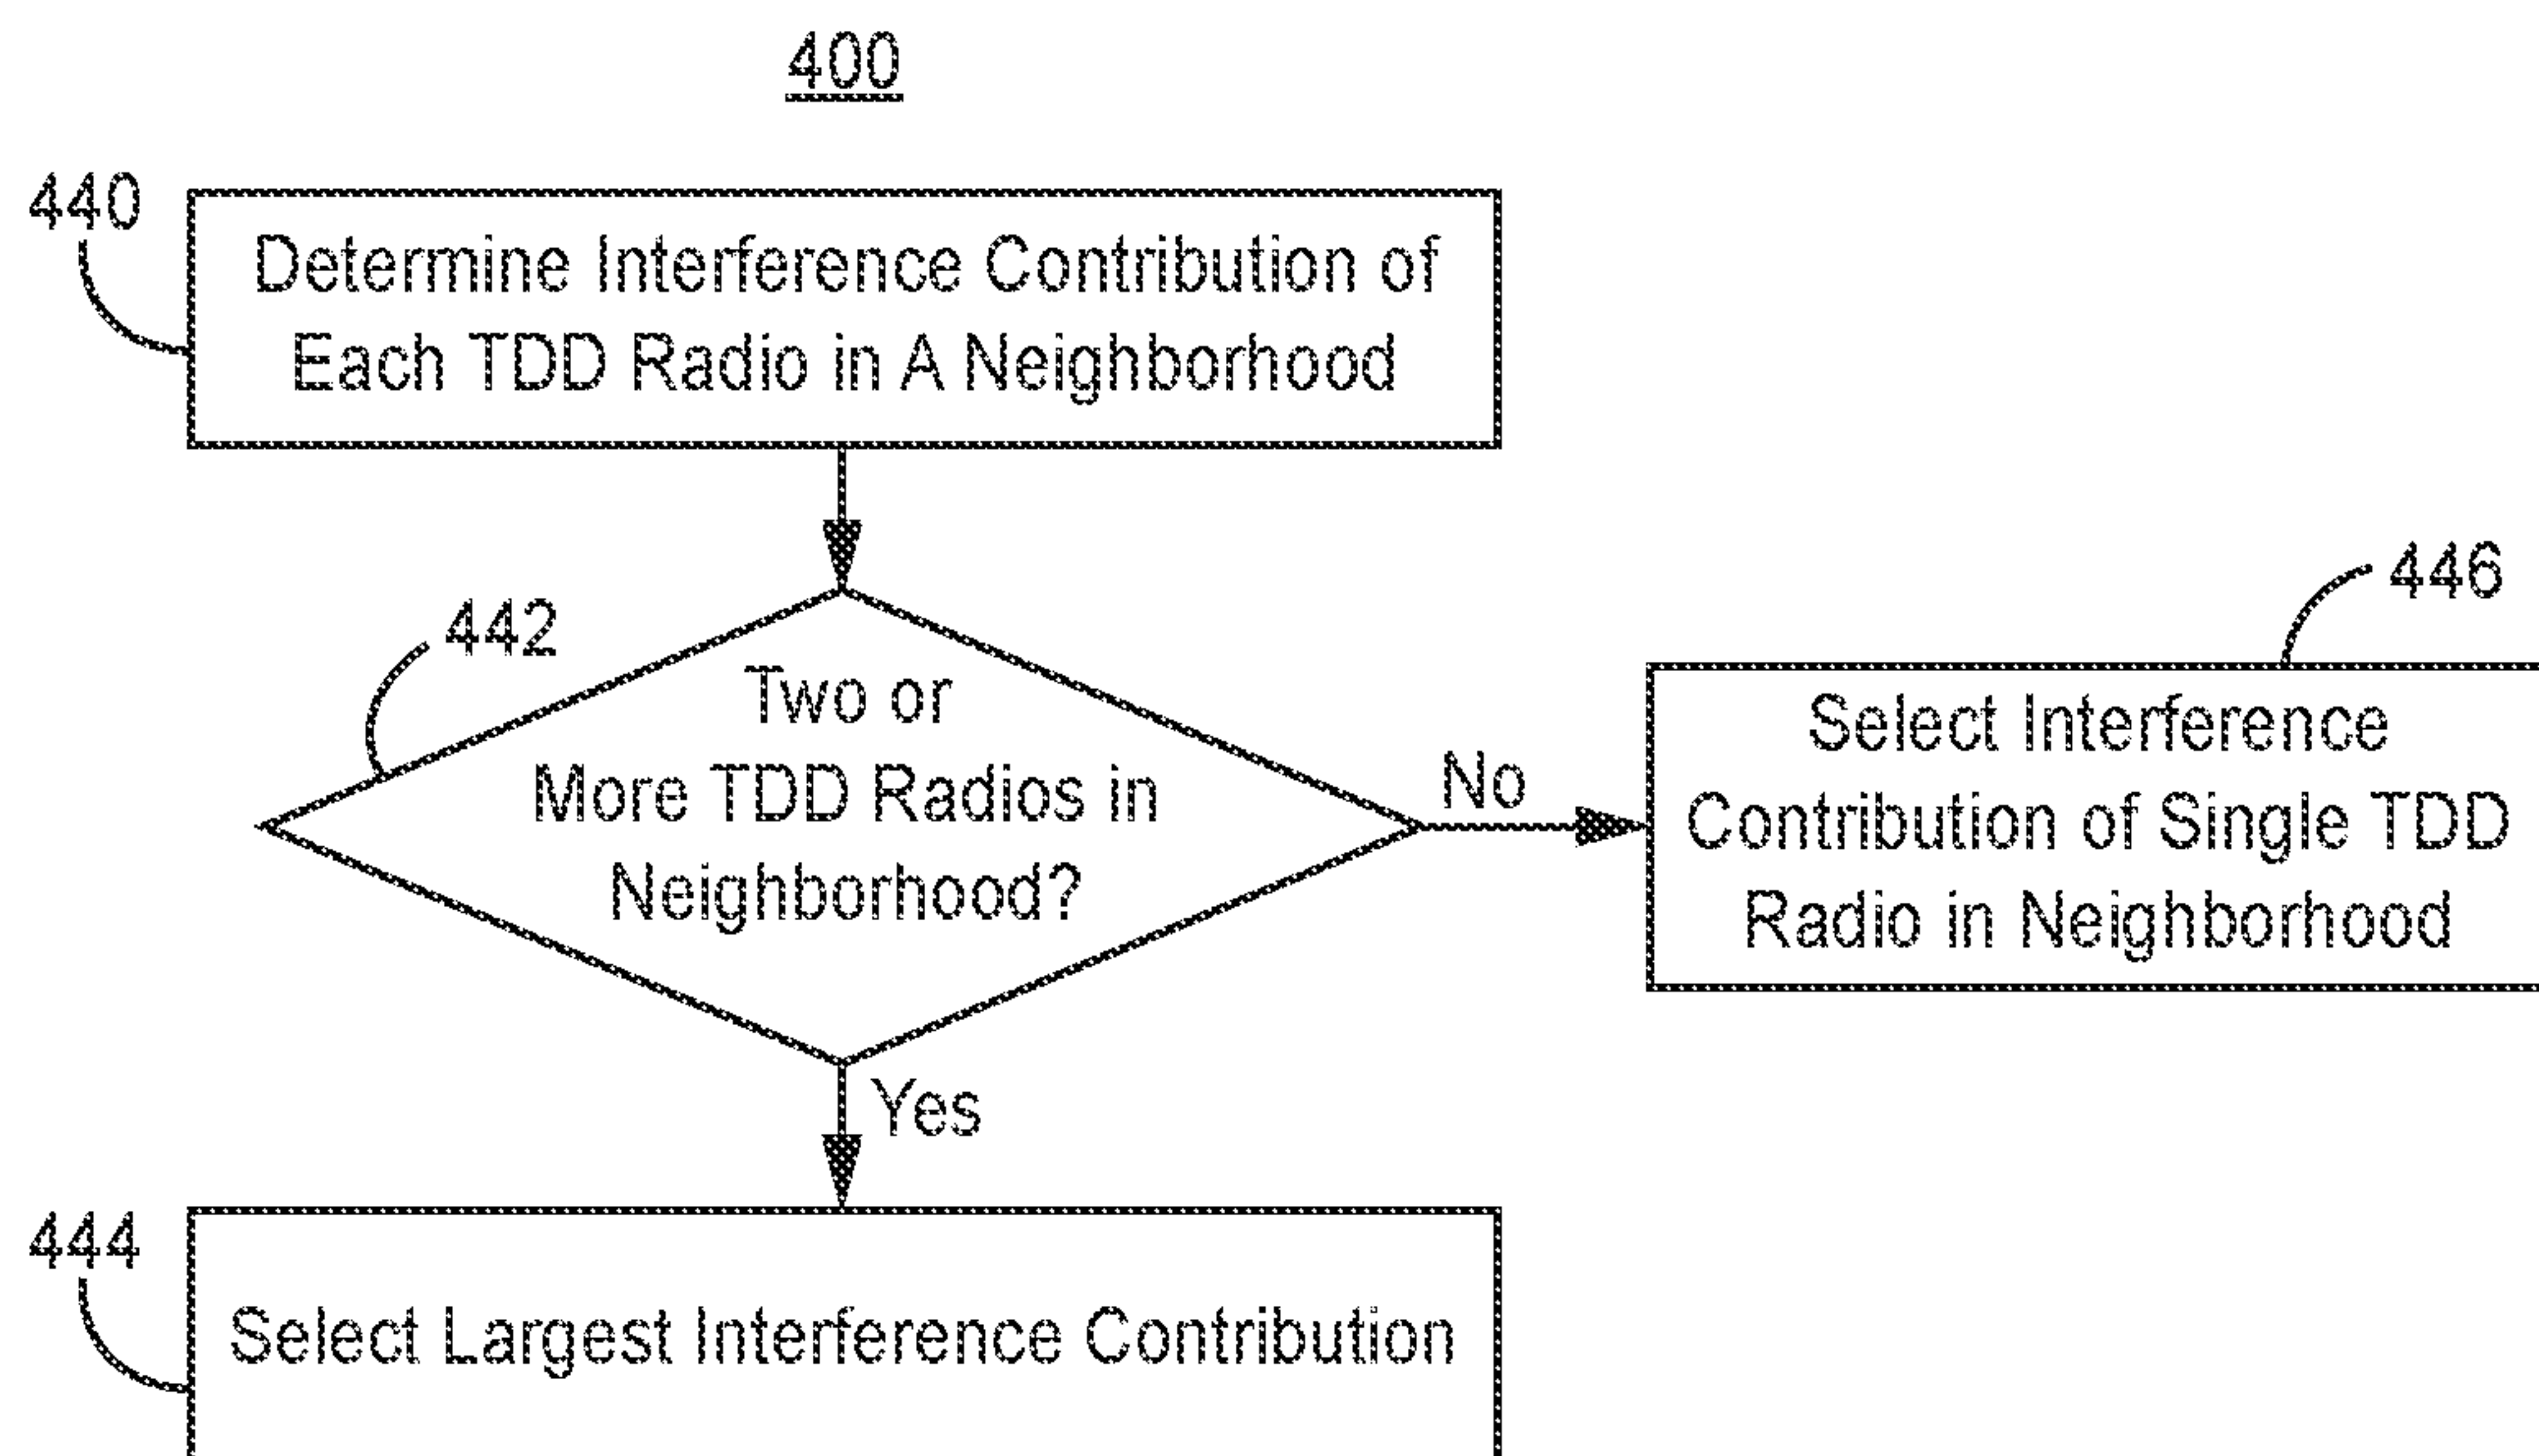 400
440
Determine Interference Contribution of
Each TDD Radio in A Neighborhood
442
Two or
More TDD Radios in
Neighborhood?
No
446
Select Interference
Contribution of Single TDD
Radio in Neighborhood
Yes
444
Select Largest Interference Contribution